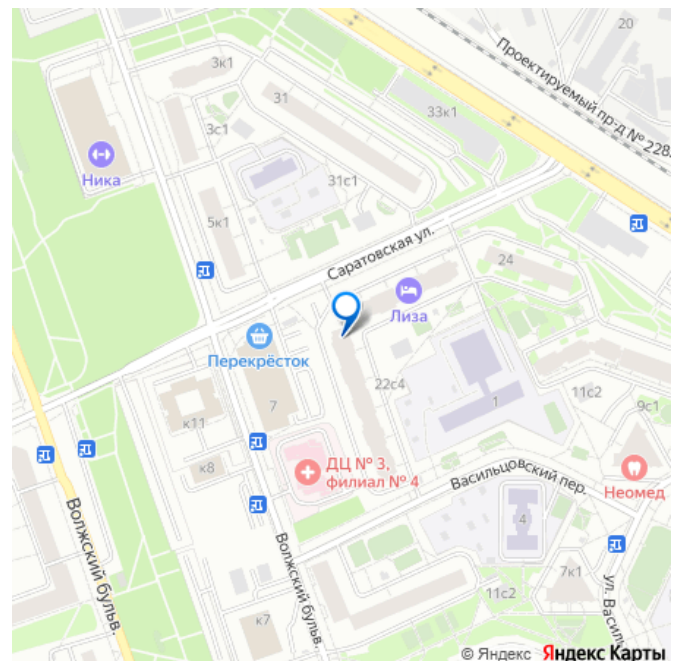 20
3к1
Проектируемый пр-д № 228
31
33к1
3с1
Ника
31с1
5к1
Саратовская ул.
24
Лиза
Перекрёсток
22с4
11с2
9с1
7
1
к11
ДЦ № 3,
филиал № 4
к8
Васильцовский пер.
Неомед
Волжский бульв.
Волжский бульв.
4
7к1
11с2
ул. Васил
к7
© Яндекс Яндекс Карты